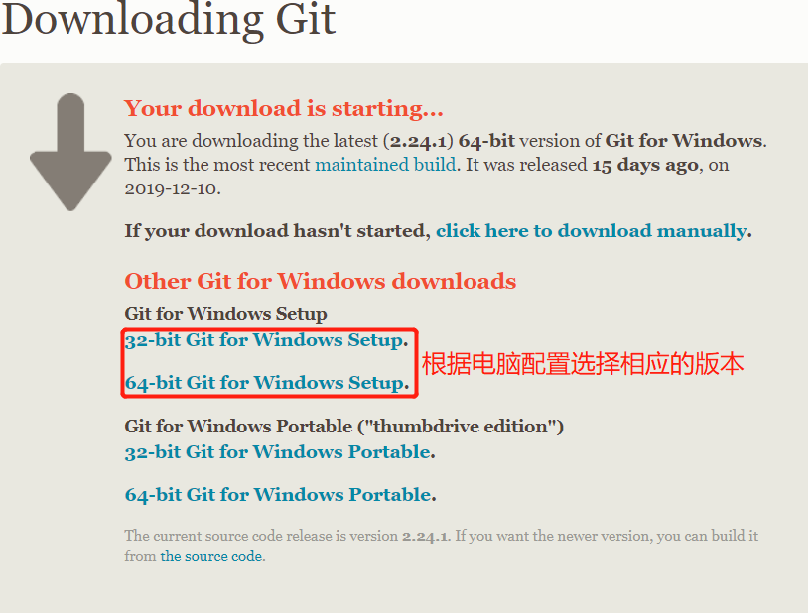 Downloading Git
Your download is starting...
You are downloading the latest (2.24.1) 64-bit version of Git for Windows.
This is the most recent maintained build. It was released 15 days ago, on
2019-12-10.
If your download hasn't started, click here to download manually.
Other Git for Windows downloads
Git for Windows Setup
32-bit Git for Windows Setup.
根据电脑配置选择相应的版本
64-bit Git for Windows Setup.
Git for Windows Portable ("thumbdrive edition")
32-bit Git for Windows Portable.
64-bit Git for Windows Portable.
The current source code release is version 2.24.1. If you want the newer version, you can build it
from the source code.